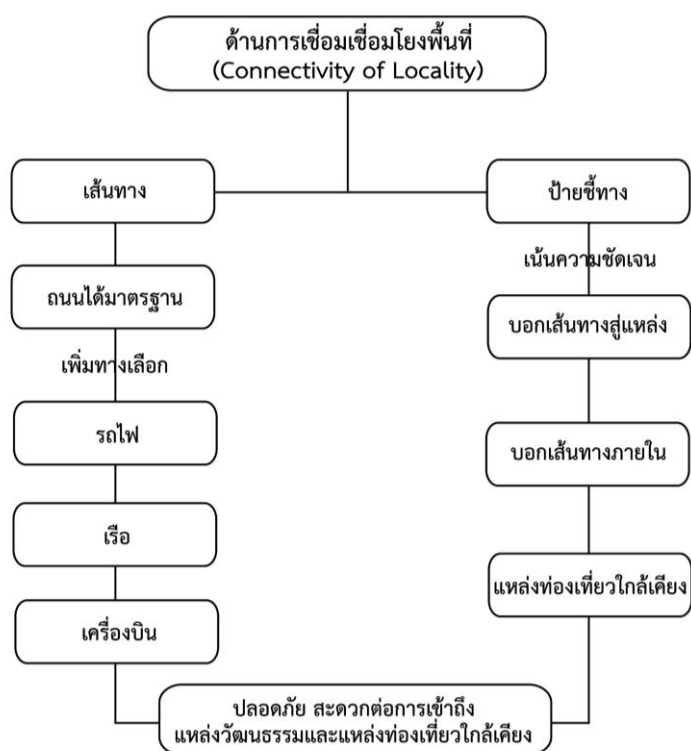 ด้านการเชื่อมเชื่อมโยงพื้นที่
(Connectivity of Locality)
เส้นทาง
ถนนได้มาตรฐาน
เพิ่มทางเลือก
รถไฟ
เรือ
เครื่องบิน
ป้ายชี้ทาง
เน้นความชัดเจน
บอกเส้นทางสู่แหล่ง
บอกเส้นทางภายใน
แหล่งท่องเที่ยวใกล้เคียง
ปลอดภัย สะดวกต่อการเข้าถึง
แหล่งวัฒนธรรมและแหล่งท่องเที่ยวใกล้เคียง